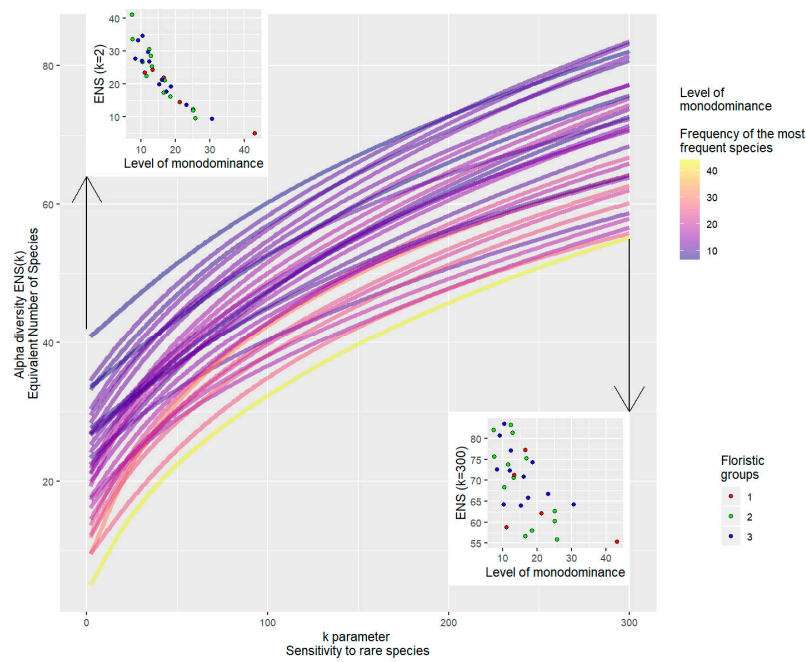 40
30
20
10
ENS (k=2)
10 20 30 40
Level of monodominance
80
60
40
20
Alpha diversity ENS(k)
Equivalent Number of Species
0 100 200 300
k parameter
Sensitivity to rare species
80
75
70
65
60
55
ENS (k=300)
10 20 30 40
Level of monodominance
Level of
monodominance
Frequency of the most
frequent species
40
30
20
10
Floristic
groups
1
2
3